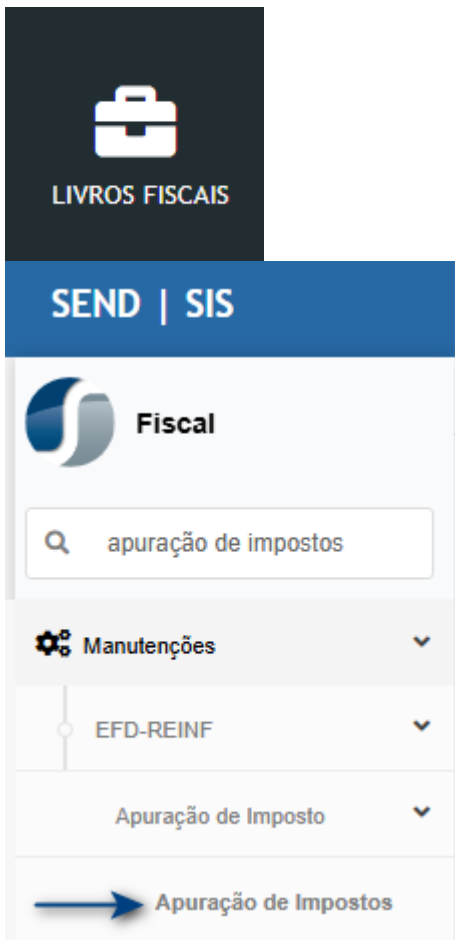 LIVROS FISCAIS
SEND | SIS
Fiscal
apuração de impostos
Manutenções
EFD-REINF
Apuração de Imposto
Apuração de Impostos